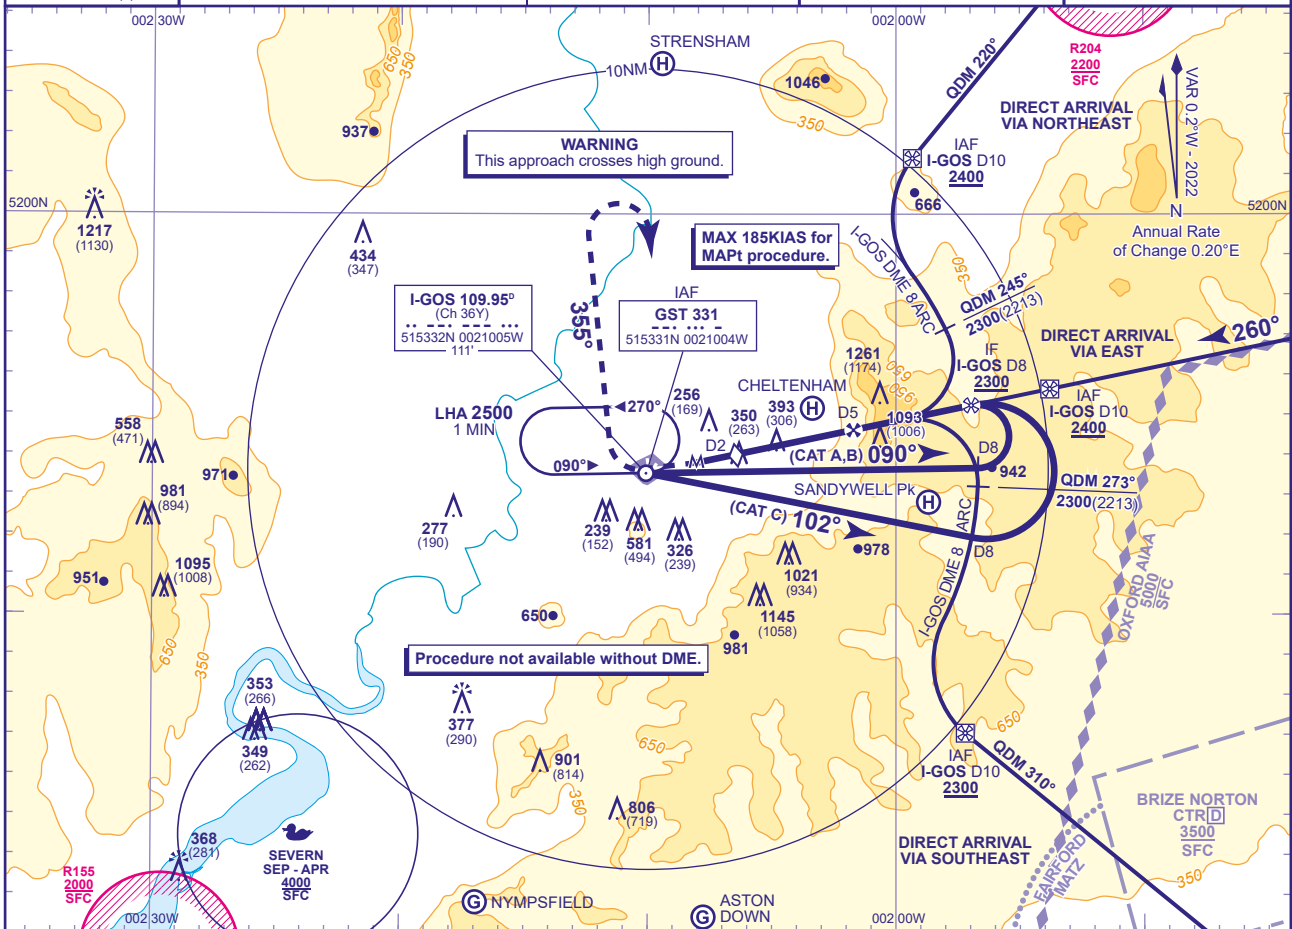 002 30W
002 00W
STRENSHAM
H
10NM
650
350
937
1046
350
QDM 220°
R204
2200
SFC
DIRECT ARRIVAL
VIA NORTHEAST
VAR 0.2°W - 2022
N
Annual Rate
of Change 0.20°E
WARNING
This approach crosses high ground.
IAF
I-GOS D10
2400
666
5200N
5200N
1217
(1130)
434
(347)
MAX 185KIAS for
MAPt procedure.
I-GOS DME 8 ARC
350
QDM 245°
2300(2213)
I-GOS 109.95D
(Ch 36Y)
515332N 0021005W
111'
355°
IAF
GST 331
515331N 0021004W
DIRECT ARRIVAL
VIA EAST
260°
IF
I-GOS D8
2300
IAF
I-GOS D10
2400
1261
(1174)
650
950
CHELTENHAM
H
D5
1093
(1006)
LHA 2500
1 MIN
270°
090°
256
(169)
350
(263)
393
(306)
D2
M
(CAT A,B) 090°
D8
942
558
(471)
971
981
(894)
277
(190)
239
(152)
581
(494)
326
(239)
SANDYWELL Pk
H
(CAT C) 102°
978
QDM 273°
2300(2213)
D8
I-GOS DME 8 ARC
951
1095
(1008)
650
1021
(934)
1145
(1058)
981
OXFORD AIAA
5000
SFC
650
350
Procedure not available without DME.
353
(266)
349
(262)
377
(290)
650
650
901
(814)
350
806
(719)
IAF
I-GOS D10
2300
QDM 310°
368
(281)
SEVERN
SEP - APR
4000
SFC
R155
2000
SFC
BRIZE NORTON
CTR D
3500
SFC
DIRECT ARRIVAL
VIA SOUTHEAST
FAIRFORD
MATZ
350
G NYMPSFIELD
G ASTON
DOWN
002 30W
002 00W